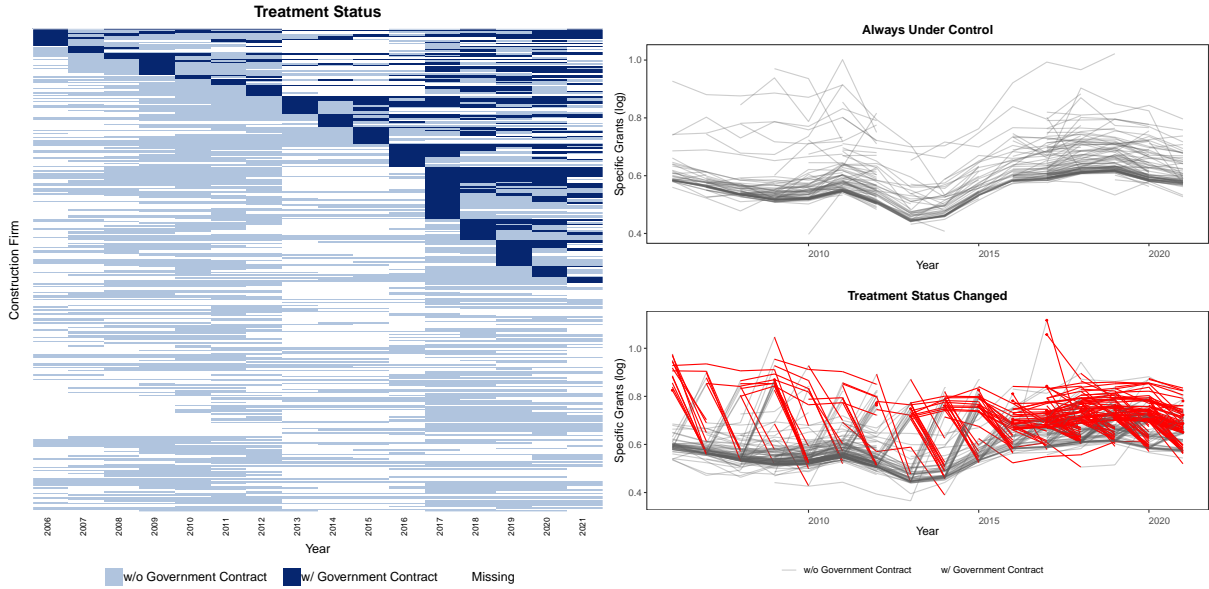 Treatment Status
Construction Firm
2006 2007 2008 2009 2010 2011 2012 2013 2014 2015 2016 2017 2018 2019 2020 2021
Year
w/o Government Contract w/ Government Contract Missing
Always Under Control
Specific Grants (log)
1.0
0.8
0.6
0.4
2010 2015 2020
Year
Treatment Status Changed
Specific Grants (log)
1.0
0.8
0.6
0.4
2010 2015 2020
Year
w/o Government Contract w/ Government Contract